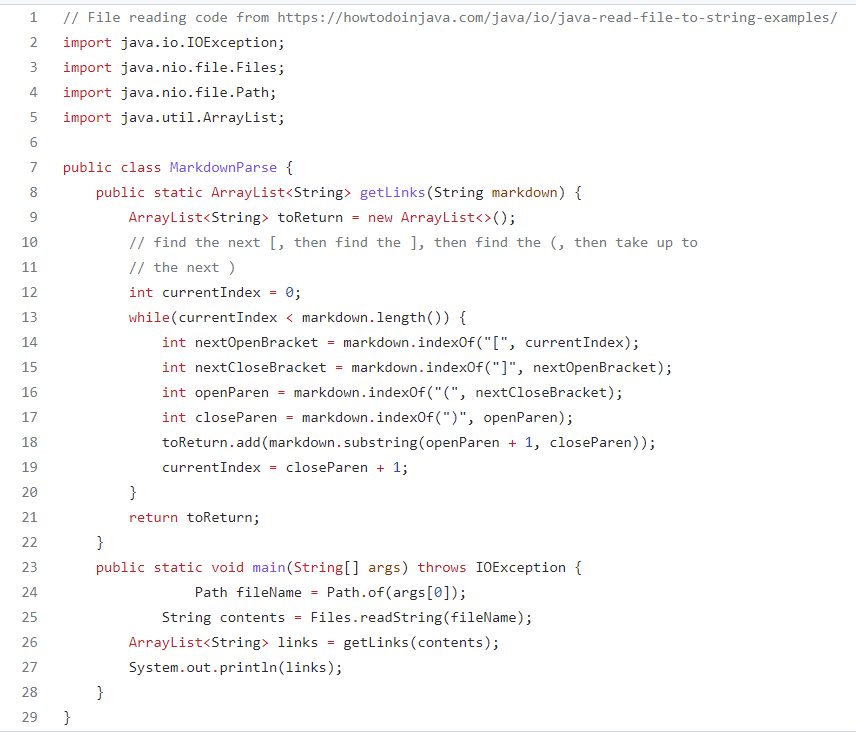 1 // File reading code from https://howtodoinjava.com/java/io/java-read-file-to-string-examples/
2 import java.io.IOException;
3 import java.nio.file.Files;
4 import java.nio.file.Path;
5 import java.util.ArrayList;
6
7 public class MarkdownParse {
8     public static ArrayList<String> getLinks(String markdown) {
9         ArrayList<String> toReturn = new ArrayList<>();
10         // find the next [, then find the ], then find the (, then take up to
11         // the next )
12         int currentIndex = 0;
13         while(currentIndex < markdown.length()) {
14             int nextOpenBracket = markdown.indexOf("[", currentIndex);
15             int nextCloseBracket = markdown.indexOf("]", nextOpenBracket);
16             int openParen = markdown.indexOf("(", nextCloseBracket);
17             int closeParen = markdown.indexOf(")", openParen);
18             toReturn.add(markdown.substring(openParen + 1, closeParen));
19             currentIndex = closeParen + 1;
20         }
21         return toReturn;
22     }
23     public static void main(String[] args) throws IOException {
24                 Path fileName = Path.of(args[0]);
25             String contents = Files.readString(fileName);
26         ArrayList<String> links = getLinks(contents);
27         System.out.println(links);
28     }
29 }